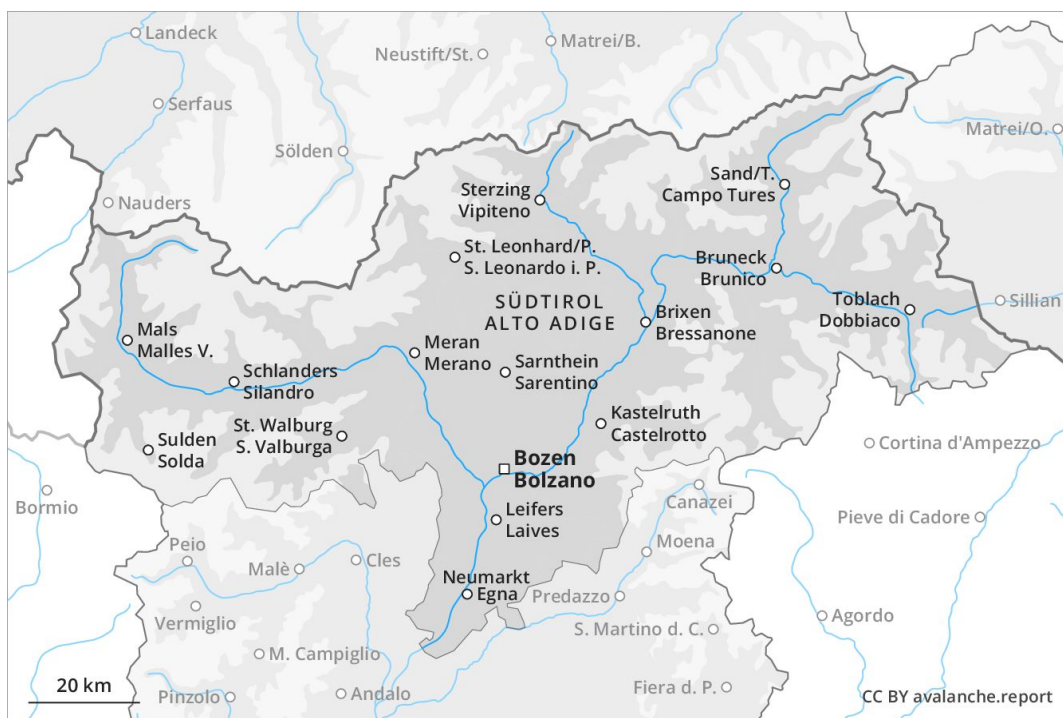 Landeck
Neustift/St.
Matrei/B.
Serfaus
Matrei/O.
Sölden
Nauders
Sand/T.
Campo Tures
Sterzing
Vipiteno
St. Leonhard/P.
S. Leonardo i. P.
Bruneck
Brunico
SÜDTIROL
ALTO ADIGE
Toblach
Dobbiaco
Sillian
Brixen
Bressanone
Mals
Malles V.
Meran
Merano
Sarnthein
Sarentino
Schlanders
Silandro
Kastelruth
Castelrotto
St. Walburg
S. Valburga
Sulden
Solda
Cortina d'Ampezzo
Bozen
Bolzano
Bormio
Canazei
Leifers
Laives
Pieve di Cadore
Peio
Moena
Cles
Malè
Neumarkt
Egna
Predazzo
Vermiglio
Agordo
S. Martino d. C.
M. Campiglio
20 km
Pinzolo
Andalo
Fiera d. P.
CC BY avalanche.report